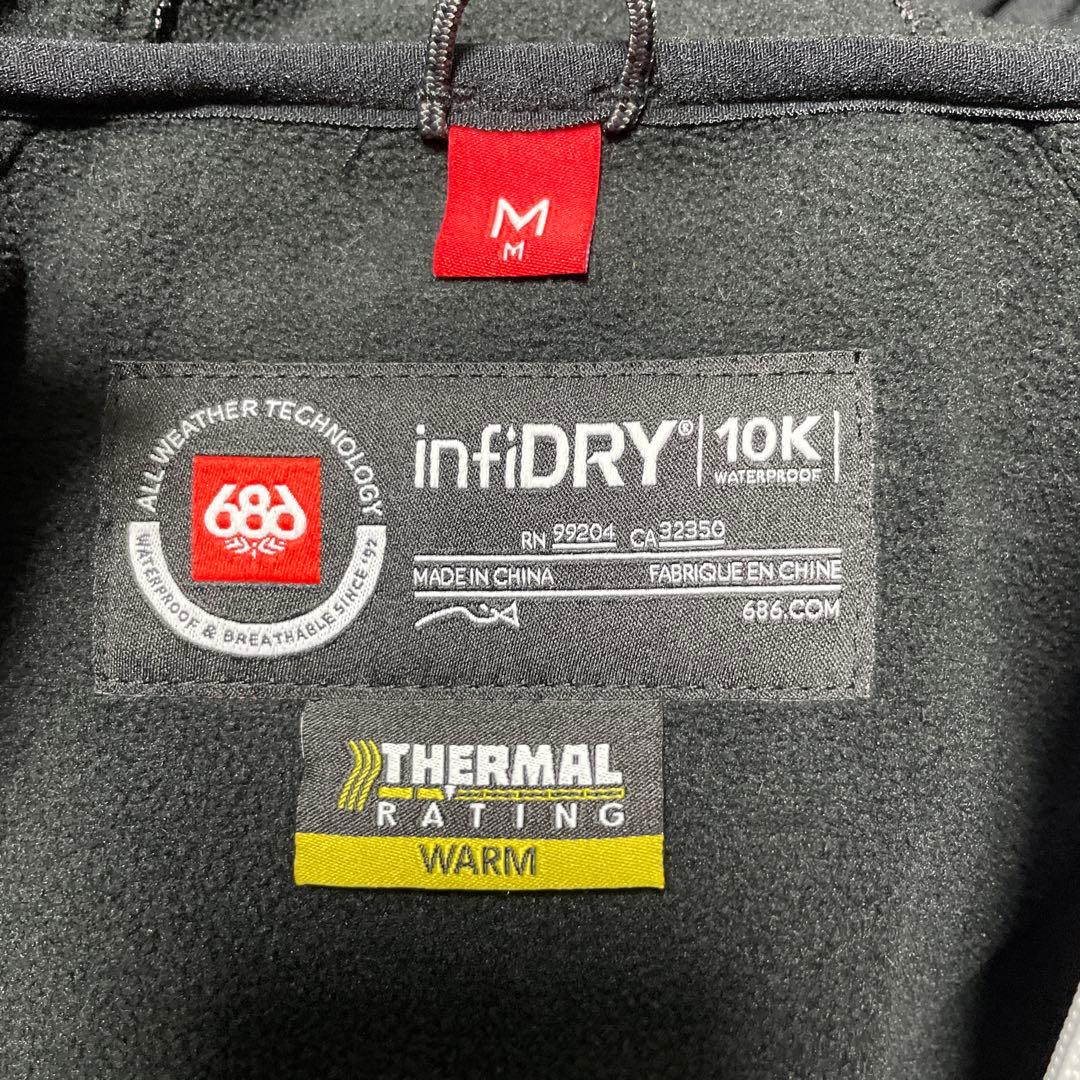 M
M
ALL WEATHER TECHNOLOGY
686
WATERPROOF & BREATHABLE SINCE '92
infiDRY® | 10K |
WATERPROOF
RN 99204 CA 32350
MADE IN CHINA FABRIQUE EN CHINE
686.COM
THERMAL
RATING
WARM